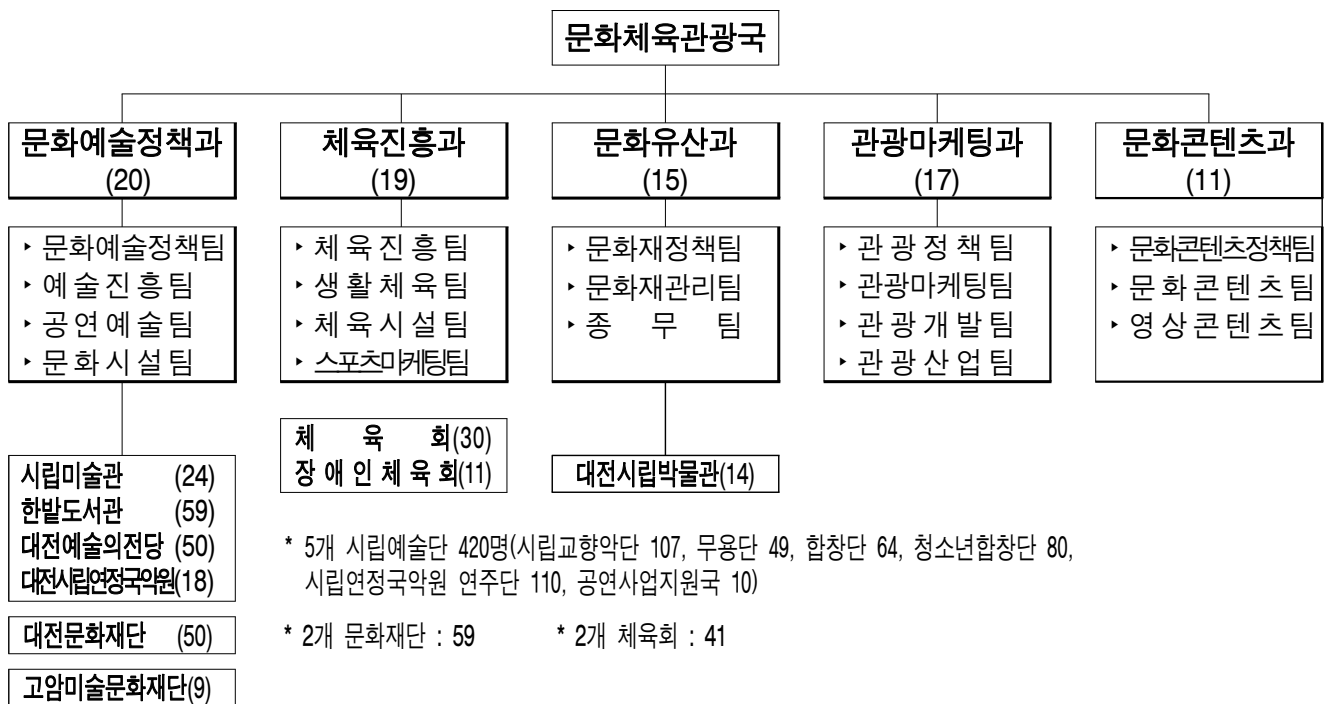 문화체육관광국
문화예술정책과
(20)
체육진흥과
(19)
문화유산과
(15)
관광마케팅과
(17)
문화콘텐츠과
(11)
‣ 문화예술정책팀
‣ 예술진흥팀
‣ 공연예술팀
‣ 문화시설팀
‣ 체육진흥팀
‣ 생활체육팀
‣ 체육시설팀
‣ 스포츠마케팅팀
‣ 문화재정책팀
‣ 문화재관리팀
‣ 종 무 팀
‣ 관광정책팀
‣ 관광마케팅팀
‣ 관광개발팀
‣ 관광산업팀
‣ 문화콘텐츠정책팀
‣ 문화콘텐츠팀
‣ 영상콘텐츠팀
체 육 회(30)
장애인체육회(11)
대전시립박물관(14)
시립미술관 (24)
한밭도서관 (59)
대전예술의전당 (50)
대전시립연정국악원(18)
대전문화재단 (50)
고암미술문화재단(9)
* 5개 시립예술단 420명(시립교향악단 107, 무용단 49, 합창단 64, 청소년합창단 80,
시립연정국악원 연주단 110, 공연사업지원국 10)
* 2개 문화재단 : 59 * 2개 체육회 : 41